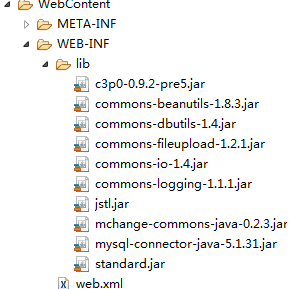 WebContent
META-INF
WEB-INF
lib
c3p0-0.9.2-pre5.jar
commons-beanutils-1.8.3.jar
commons-dbutils-1.4.jar
commons-fileupload-1.2.1.jar
commons-io-1.4.jar
commons-logging-1.1.1.jar
jstl.jar
mchange-commons-java-0.2.3.jar
mysql-connector-java-5.1.31.jar
standard.jar
web.xml